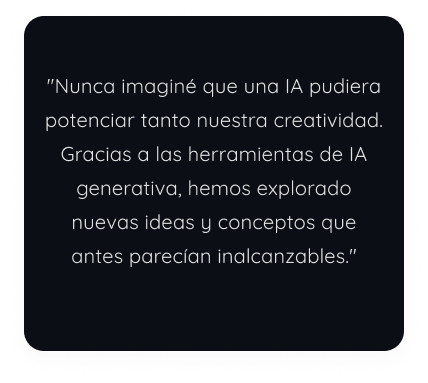 "Nunca imaginé que una IA pudiera
potenciar tanto nuestra creatividad.
Gracias a las herramientas de IA
generativa, hemos explorado
nuevas ideas y conceptos que
antes parecían inalcanzables."